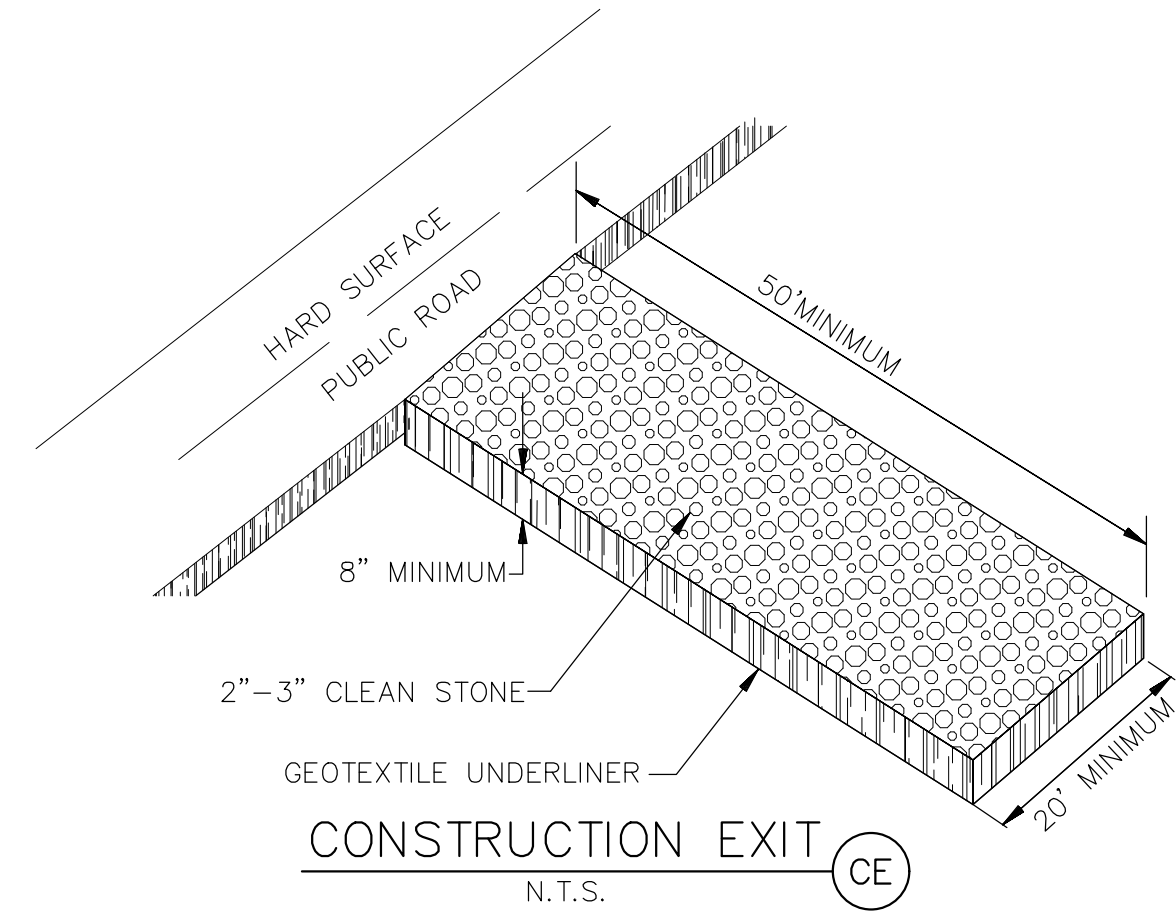 HARD SURFACE
PUBLIC ROAD
50'MINIMUM
8” MINIMUM
2”-3” CLEAN STONE
GEOTEXTILE UNDERLINER
20' MINIMUM
CONSTRUCTION EXIT
CE
N.T.S.